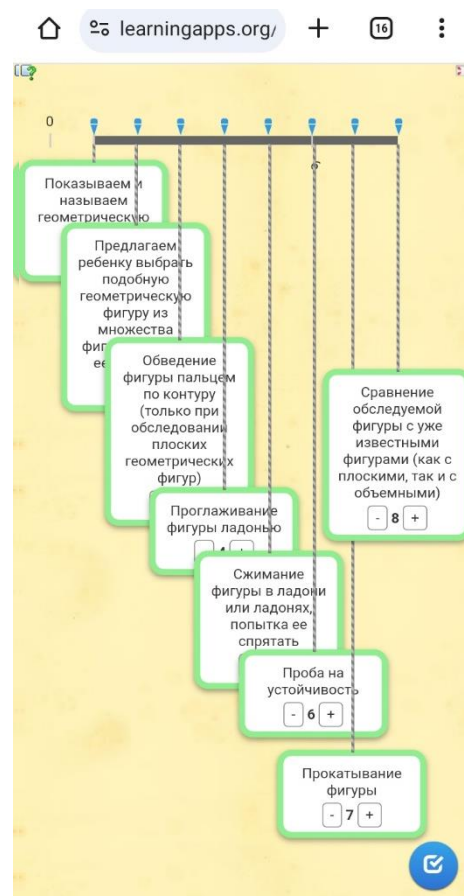 learningapps.org/
16
0
Показываем и
называем
геометрическую
Предлагаем
ребенку выбрать
подобную
геометрическую
фигуру из
множества
Обведение
фигуры пальцем
по контуру
(только при
обследовании
плоских
геометрических
фигур)
Проглаживание
фигуры ладонью
Сжимание
фигуры в ладони
или ладонях,
попытка ее
спрятать
Проба на
устойчивость
- 6 +
Прокатывание
фигуры
- 7 +
Сравнение
обследуемой
фигуры с уже
известными
фигурами (как с
плоскими, так и с
объемными)
- 8 +